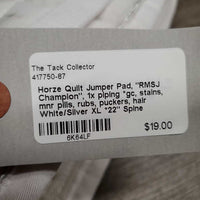 The Tack Collector
417750-87
Horze Quilt Jumper Pad, "RMSJ
Champion", 1x piping *gc, stains,
mnr pills, rubs, puckers, hair
White/Silver XL *22" Spine
$19.00
6K64LF